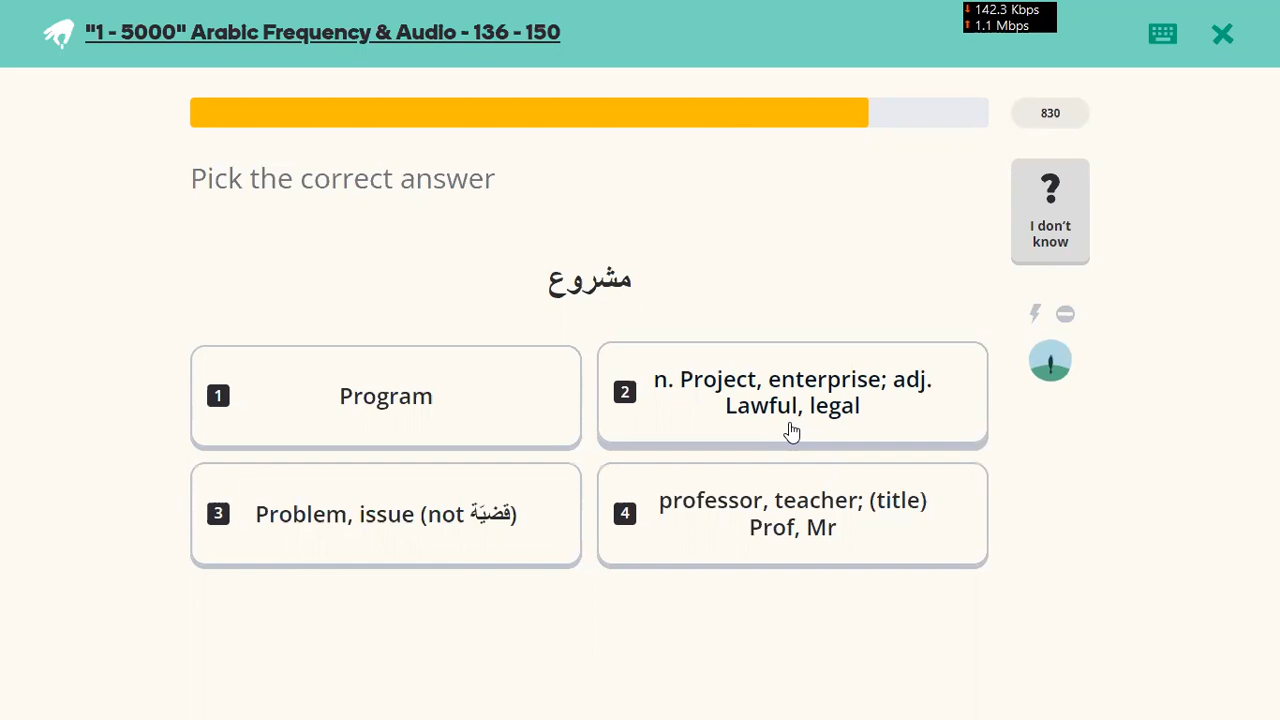 "1 - 5000" Arabic Frequency & Audio - 136 - 150
↓ 142.3 Kbps
↑ 1.1 Mbps
830
Pick the correct answer
?
I don't
know
مشروع
1 Program
2 n. Project, enterprise; adj.
Lawful, legal
3 Problem, issue (not قضيَة)
4 professor, teacher; (title)
Prof, Mr